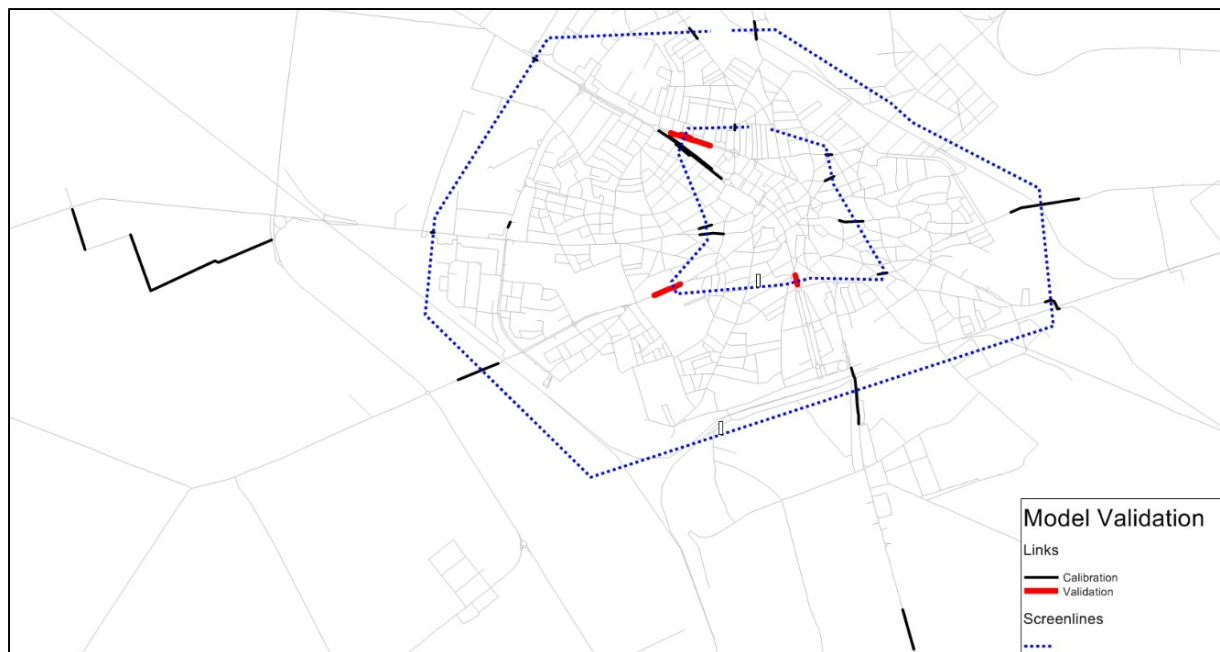 Model Validation
Links
Calibration
Validation
Screenlines